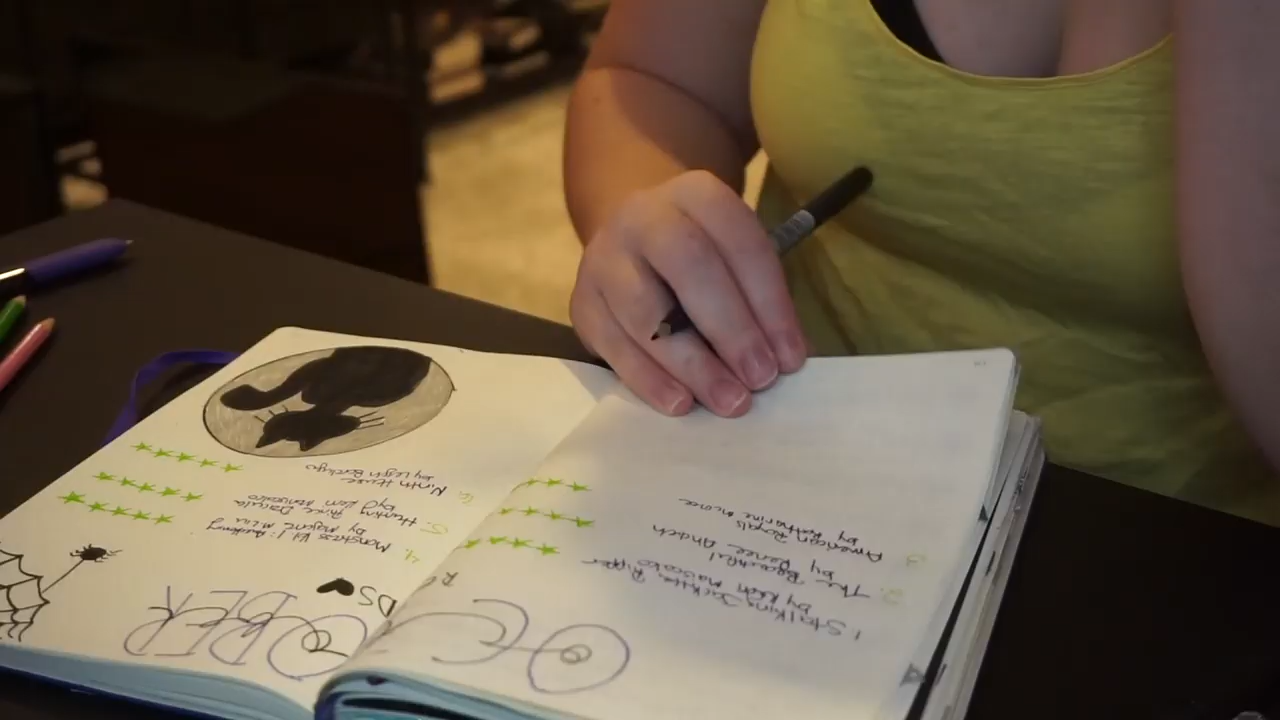 OCTOBER
READS
1. Stalking Jack the Ripper
by Kerri Maniscalco
2. The Beautiful
by Renee Ahdieh
3. American Royals
by Katharine McGee
4. Monstress Vol 1: Awakening
by Marjorie M. Liu
5. Hunting Prince Dracula
by Kerri Maniscalco
6. Ninth House
by Leigh Bardugo